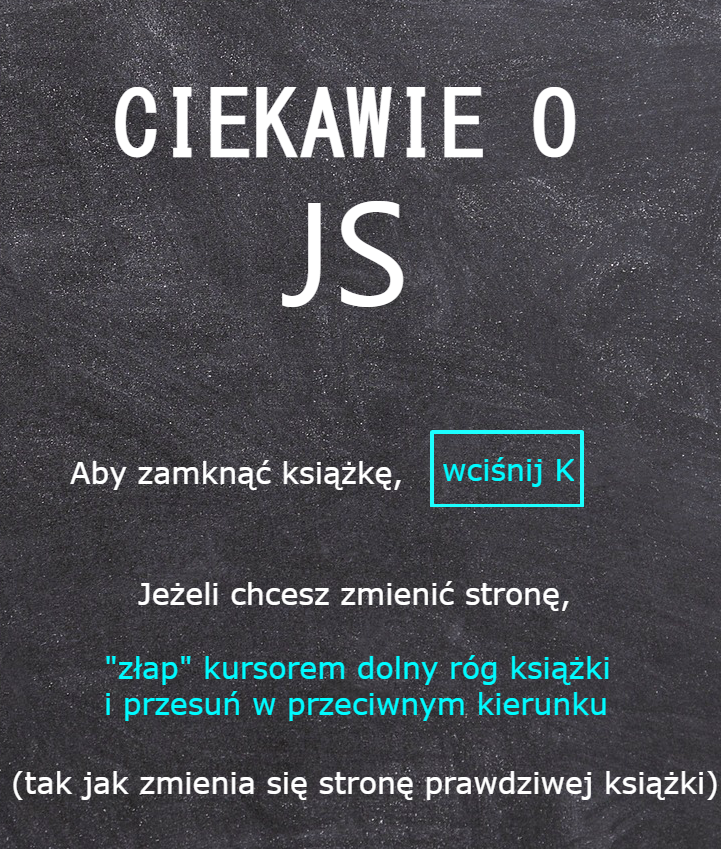 CIEKAWIE O
JS
Aby zamknąć książkę, wciśnij K
Jeżeli chcesz zmienić stronę,
"złap" kursorem dolny róg książki
i przesuń w przeciwnym kierunku
(tak jak zmienia się stronę prawdziwej książki)